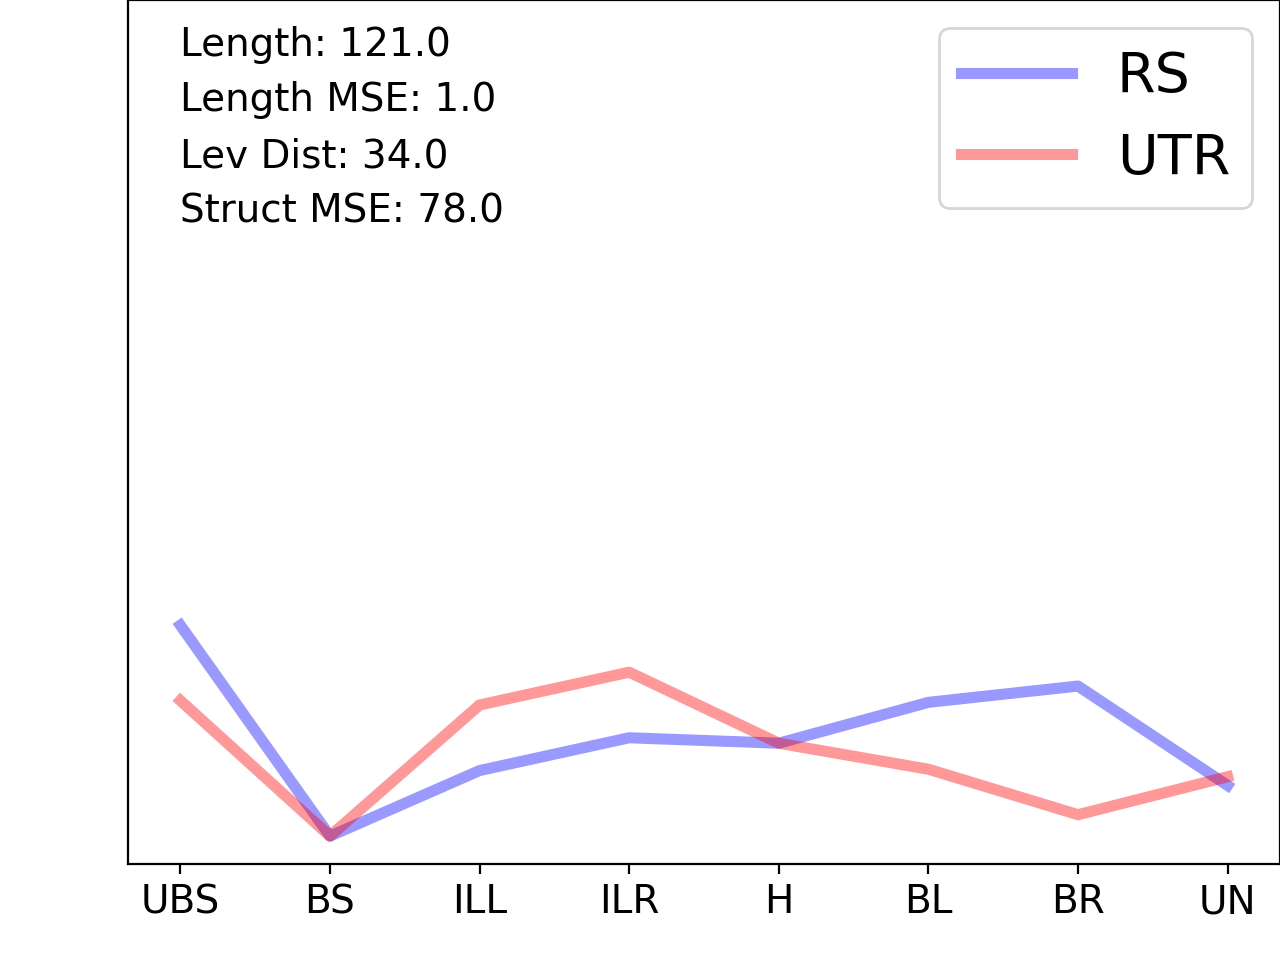 Length: 121.0
Length MSE: 1.0
Lev Dist: 34.0
Struct MSE: 78.0
RS
UTR
UBS BS ILL ILR H BL BR UN